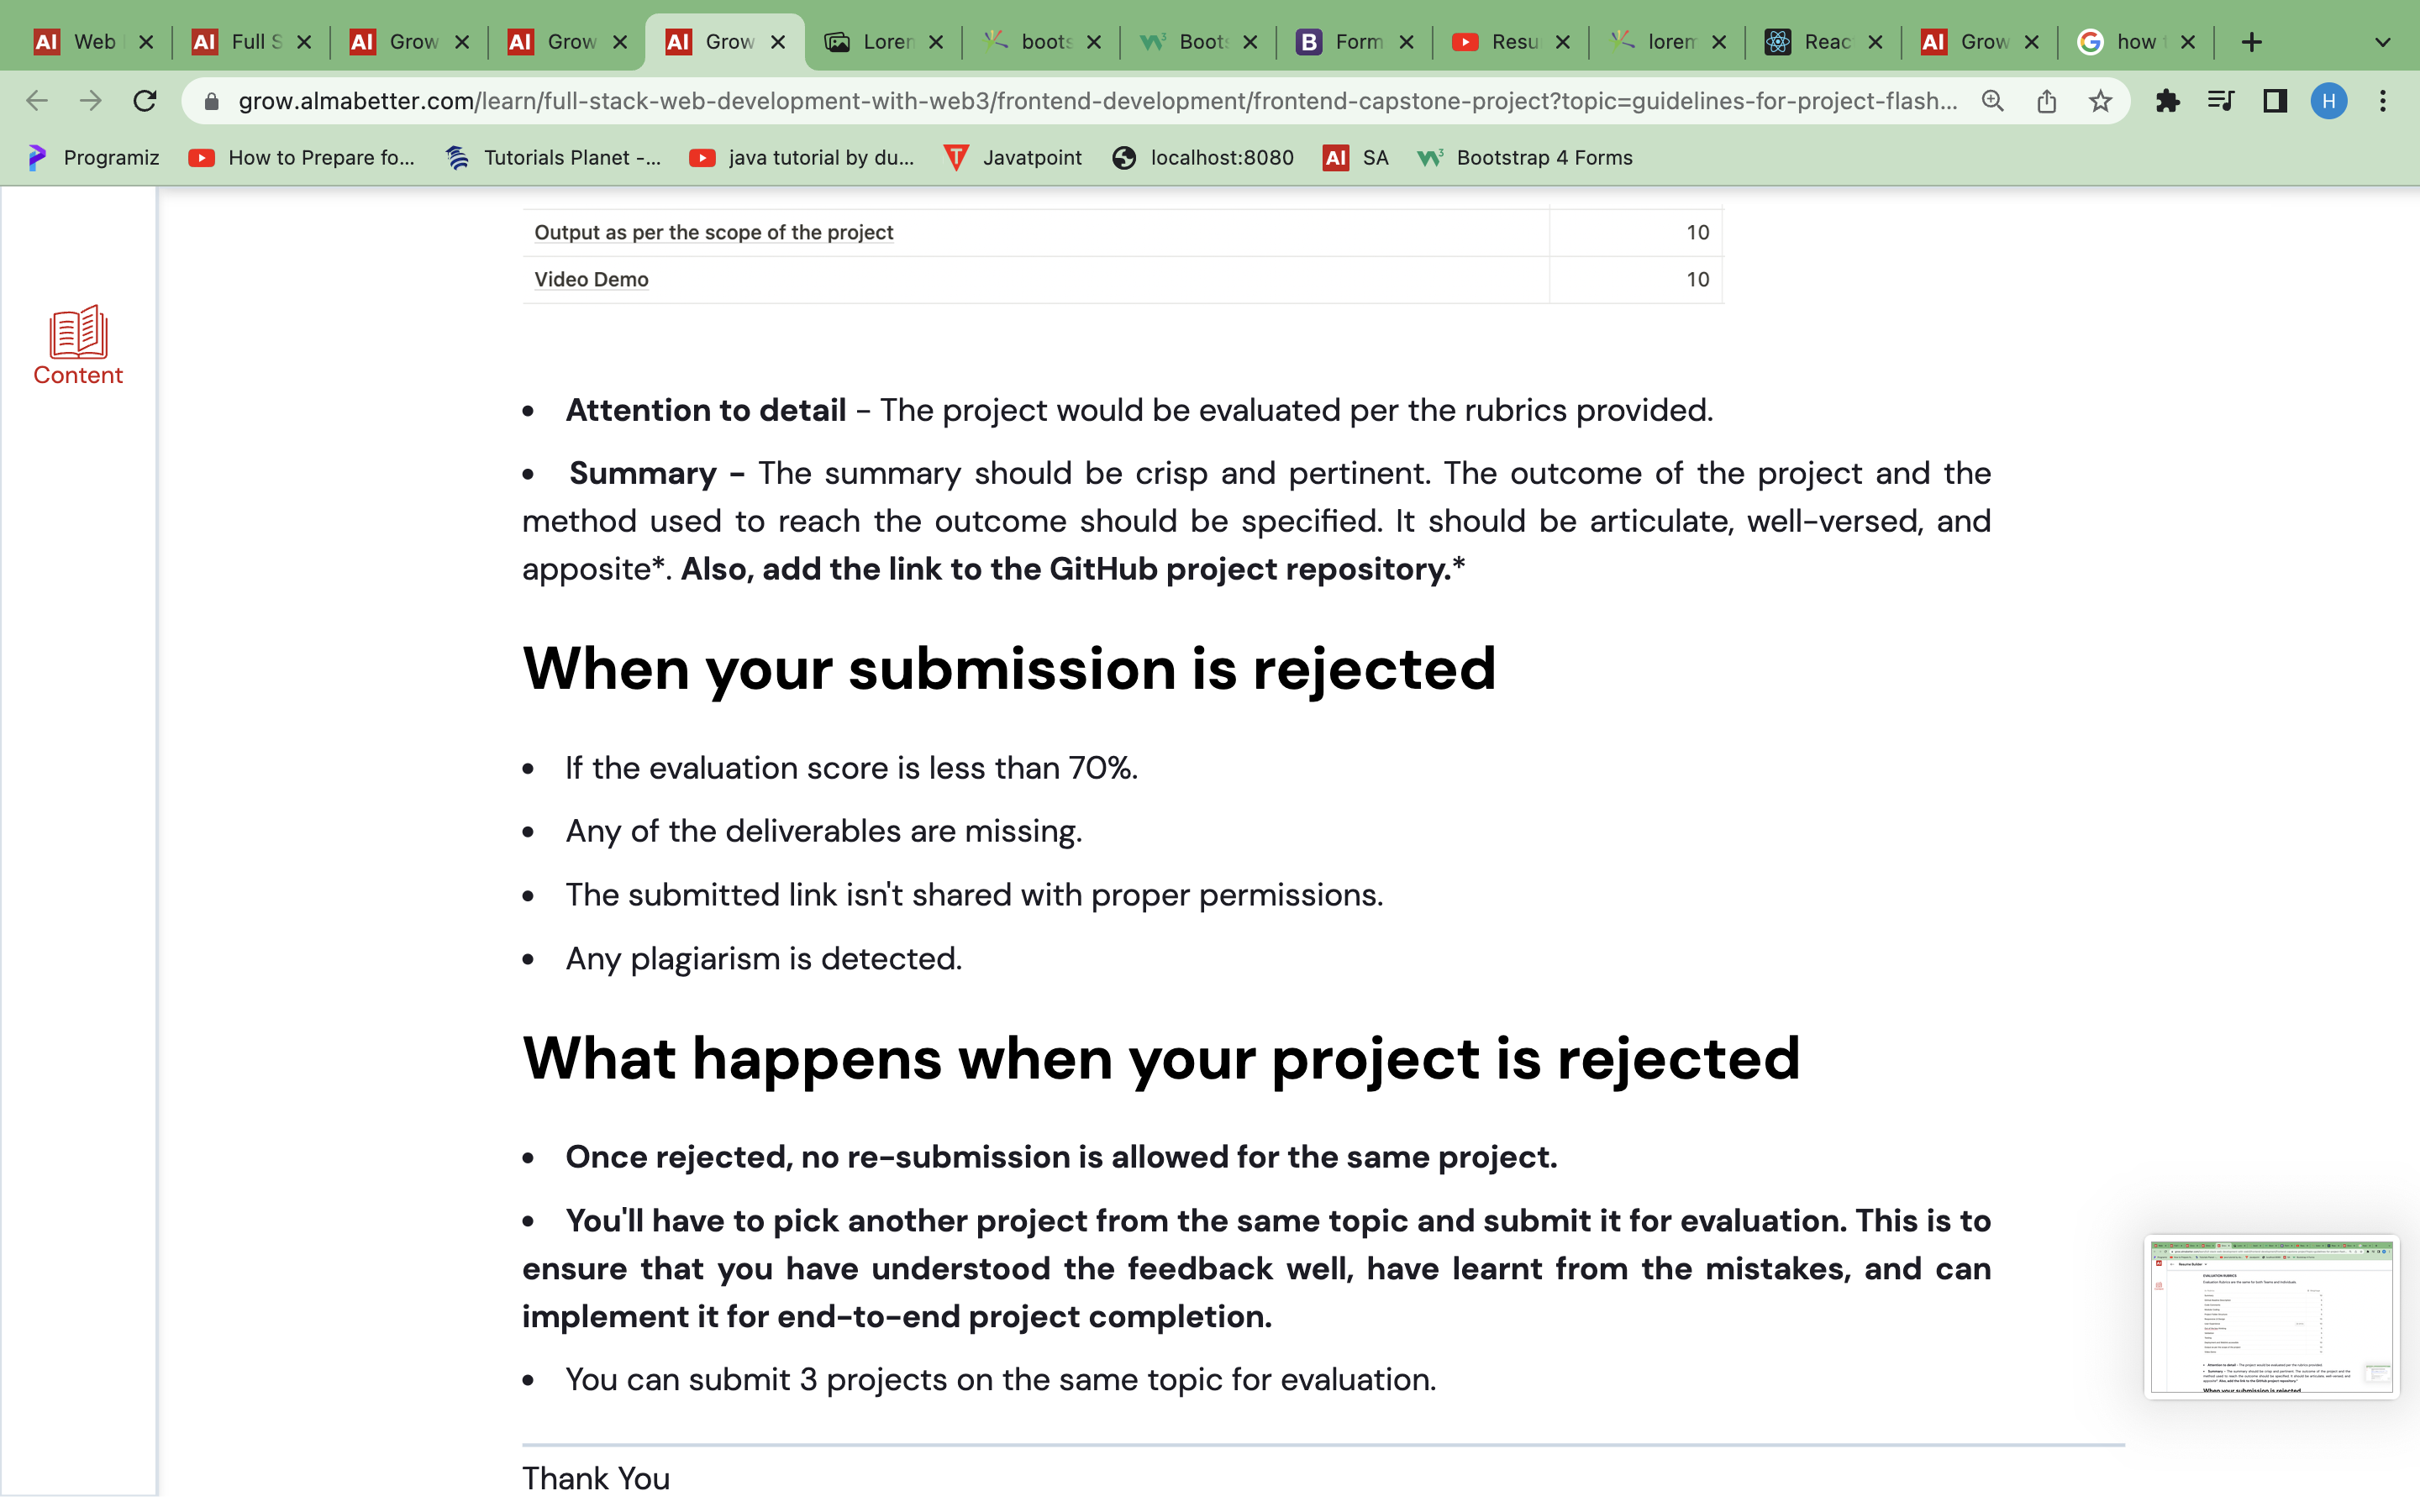 AI Web
AI Full S
AI Grow
AI Grow
AI Grow
Loren
boots
Boots
B Form
Resu
lorem
Reac
AI Grow
G how t
grow.almabetter.com/learn/full-stack-web-development-with-web3/frontend-development/frontend-capstone-project?topic=guidelines-for-project-flash...
H
Programiz
How to Prepare fo...
Tutorials Planet -...
java tutorial by du...
Javatpoint
localhost:8080
AI SA
Bootstrap 4 Forms
Content
Output as per the scope of the project 10
Video Demo 10
• Attention to detail - The project would be evaluated per the rubrics provided.
• Summary - The summary should be crisp and pertinent. The outcome of the project and the
method used to reach the outcome should be specified. It should be articulate, well-versed, and
apposite*. Also, add the link to the GitHub project repository.*
When your submission is rejected
• If the evaluation score is less than 70%.
• Any of the deliverables are missing.
• The submitted link isn't shared with proper permissions.
• Any plagiarism is detected.
What happens when your project is rejected
• Once rejected, no re-submission is allowed for the same project.
• You'll have to pick another project from the same topic and submit it for evaluation. This is to
ensure that you have understood the feedback well, have learnt from the mistakes, and can
implement it for end-to-end project completion.
• You can submit 3 projects on the same topic for evaluation.
Thank You